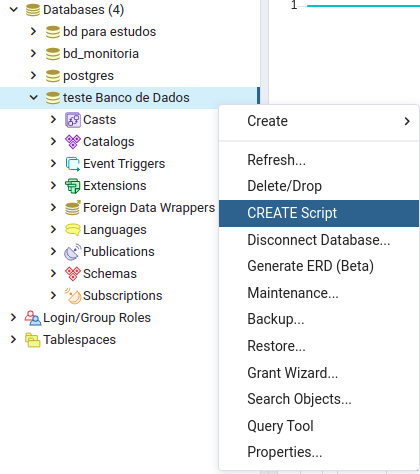 Databases (4)
bd para estudos
bd_monitoria
postgres
teste Banco de Dados
Casts
Catalogs
Event Triggers
Extensions
Foreign Data Wrappers
Languages
Publications
Schemas
Subscriptions
Login/Group Roles
Tablespaces
1
Create
Refresh...
Delete/Drop
CREATE Script
Disconnect Database...
Generate ERD (Beta)
Maintenance...
Backup...
Restore...
Grant Wizard...
Search Objects...
Query Tool
Properties...